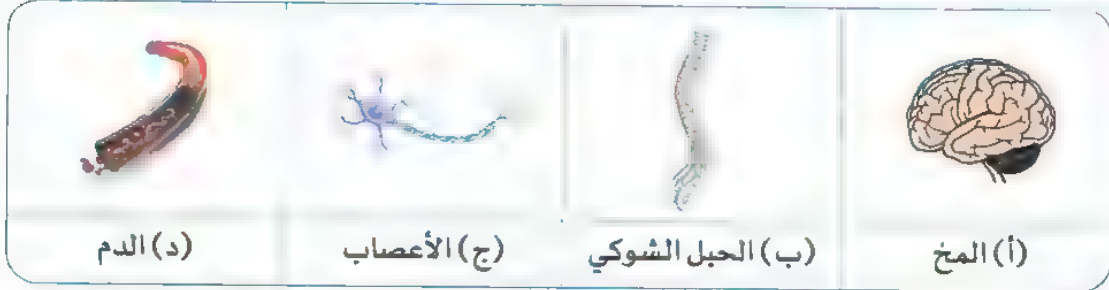 (أ) المخ (ب) الحبل الشوكي (ج) الأعصاب (د) الدم